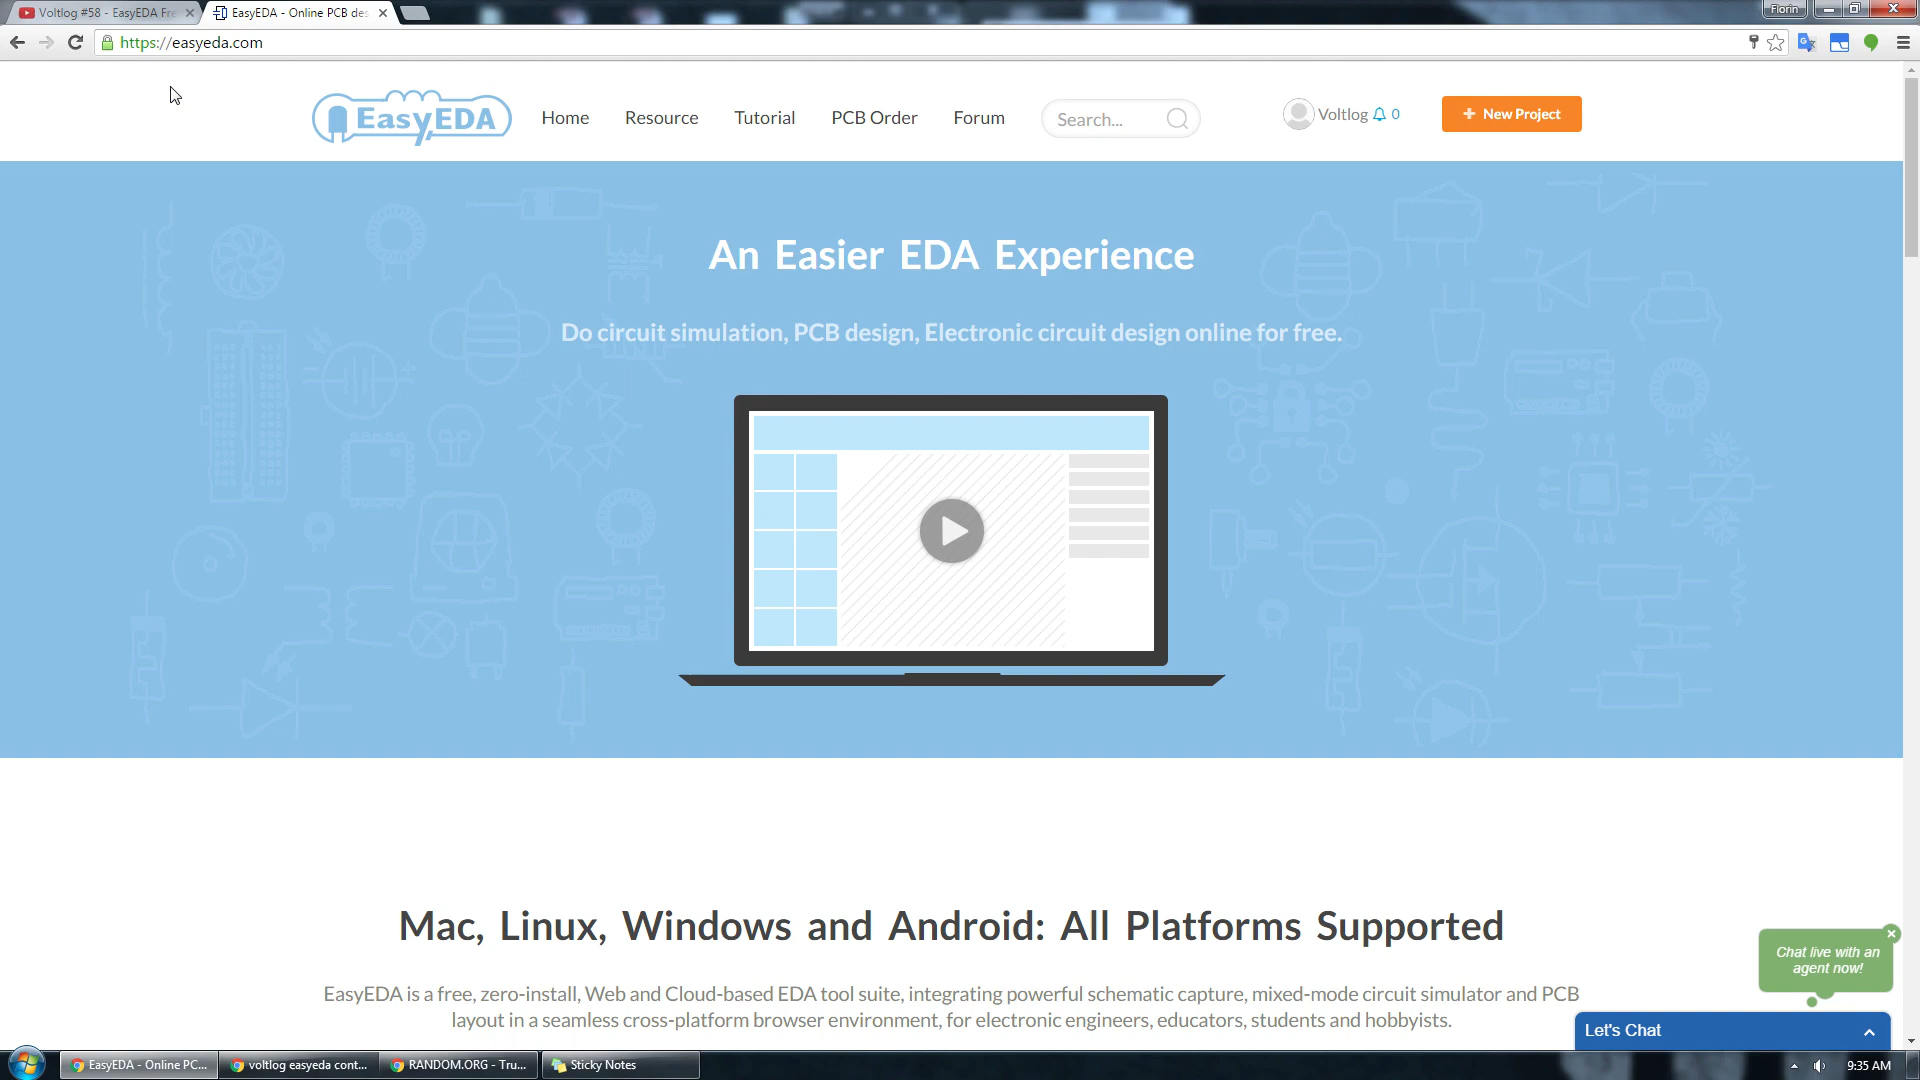 Voltlog #58 - EasyEDA Fre
EasyEDA - Online PCB des
Florin
https://easyeda.com
EasyEDA
Home
Resource
Tutorial
PCB Order
Forum
Search...
Voltlog 0
+ New Project
An Easier EDA Experience
Do circuit simulation, PCB design, Electronic circuit design online for free.
Mac, Linux, Windows and Android: All Platforms Supported
EasyEDA is a free, zero-install, Web and Cloud-based EDA tool suite, integrating powerful schematic capture, mixed-mode circuit simulator and PCB
layout in a seamless cross-platform browser environment, for electronic engineers, educators, students and hobbyists.
Chat live with an
agent now!
Let's Chat
EasyEDA - Online PC...
voltlog easyeda cont...
RANDOM.ORG - Tru...
Sticky Notes
9:35 AM